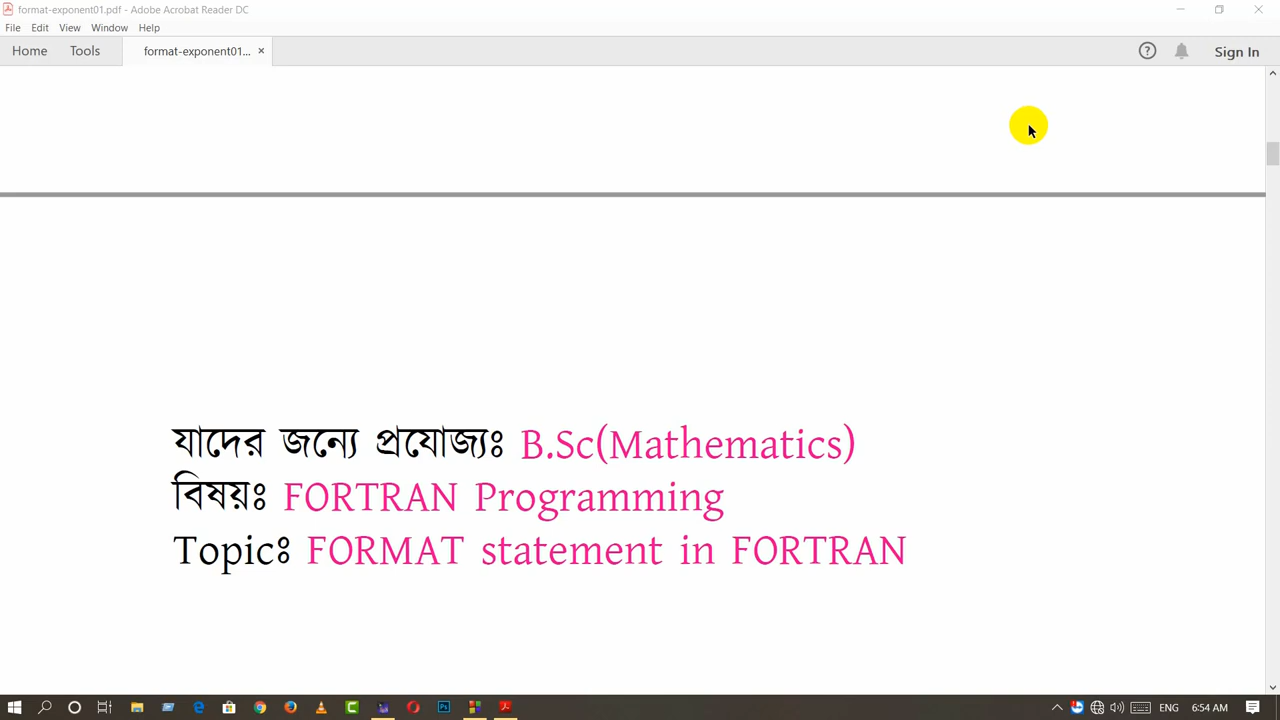 format-exponent01.pdf - Adobe Acrobat Reader DC
File Edit View Window Help
Home Tools format-exponent01... × Sign In
যাদের জন্যে প্রযোজ্যঃ B.Sc(Mathematics)
বিষয়ঃ FORTRAN Programming
Topicঃ FORMAT statement in FORTRAN
ENG 6:54 AM